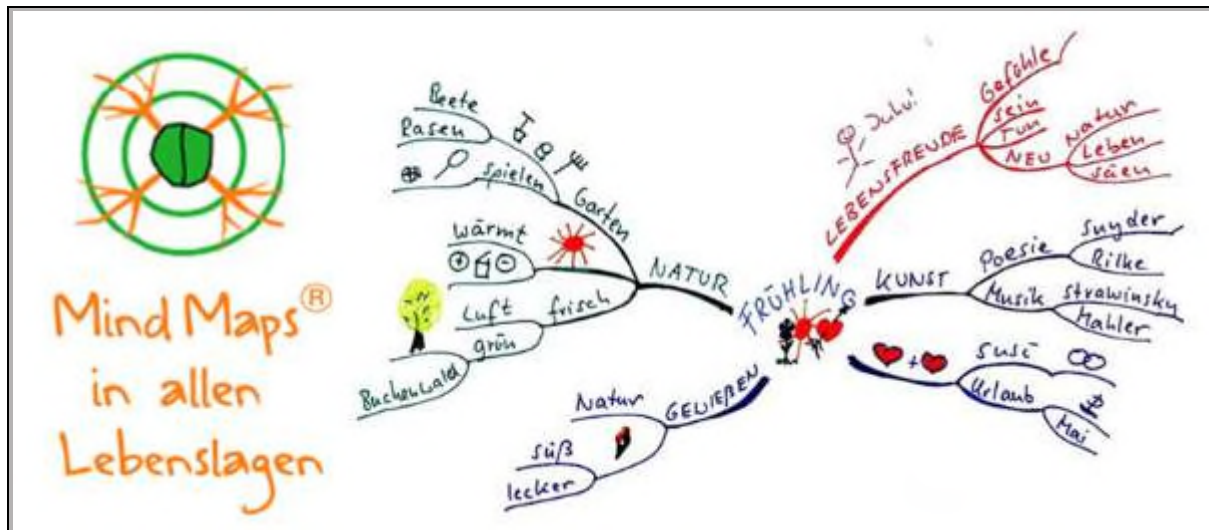 Mind Maps®
in allen
Lebenslagen
FRÜHLING
LEBENSFREUDE
Juhu!
Gefühle
sein
Tun
NEU
Natur
Leben
säen
KUNST
Poesie
Snyder
Rilke
Musik
Strawinsky
Mahler
+
Susi
Urlaub
Mai
GEWIEßEN
Natur
süß
lecker
NATUR
Garten
Beete
Rasen
spielen
wärmt
frisch
Luft
grün
Buchenwald